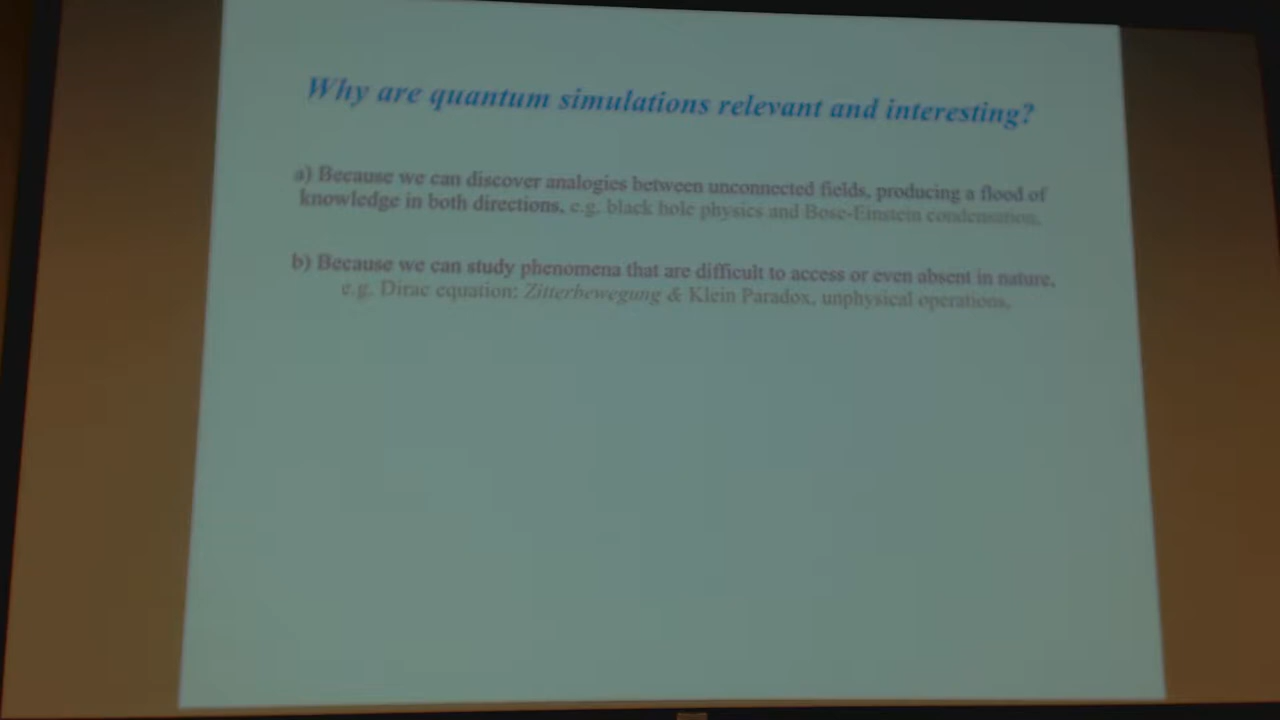 Why are quantum simulations relevant and interesting?
a) Because we can discover analogies between unconnected fields, producing a flood of
knowledge in both directions, e.g. black hole physics and Bose-Einstein condensation.
b) Because we can study phenomena that are difficult to access or even absent in nature,
e.g. Dirac equation: Zitterbewegung & Klein Paradox, unphysical operations.